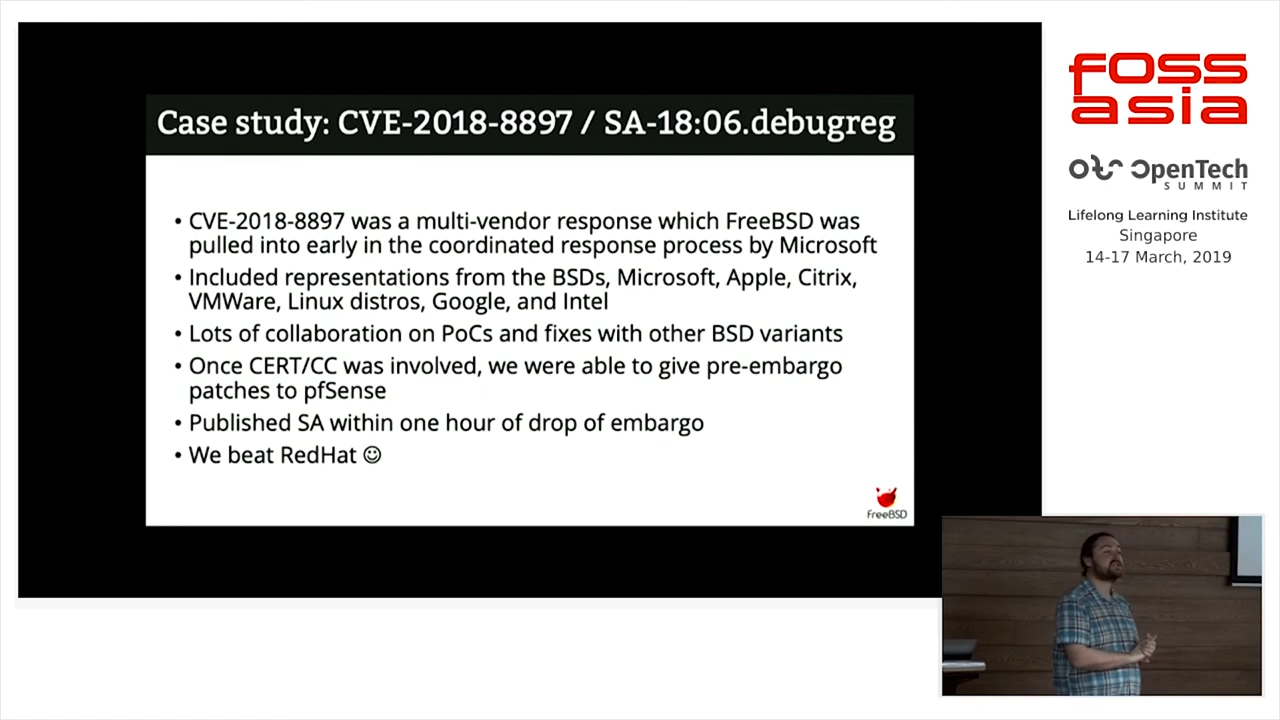 Case study: CVE-2018-8897 / SA-18:06.debugreg
• CVE-2018-8897 was a multi-vendor response which FreeBSD was
pulled into early in the coordinated response process by Microsoft
• Included representations from the BSDs, Microsoft, Apple, Citrix,
VMWare, Linux distros, Google, and Intel
• Lots of collaboration on PoCs and fixes with other BSD variants
• Once CERT/CC was involved, we were able to give pre-embargo
patches to pfSense
• Published SA within one hour of drop of embargo
• We beat RedHat ☺
FreeBSD
FOSS
asia
OpenTech
SUMMIT
Lifelong Learning Institute
Singapore
14-17 March, 2019